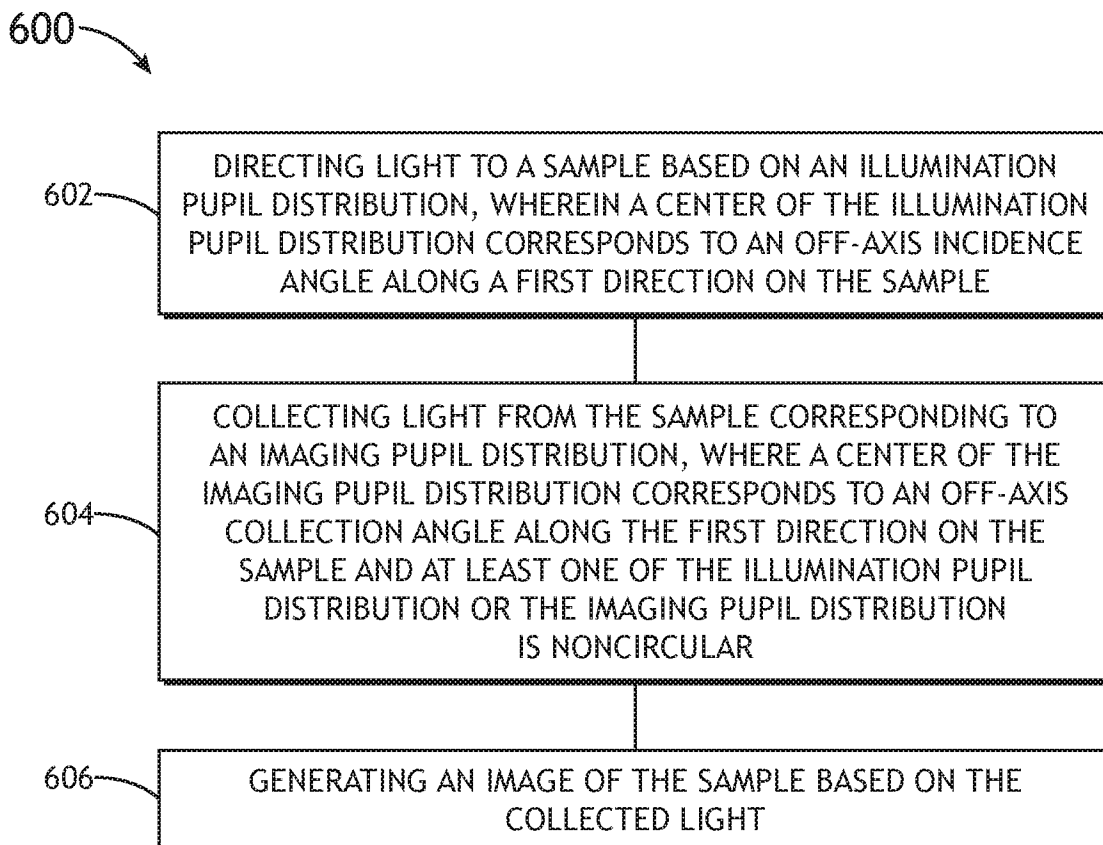 600
602
DIRECTING LIGHT TO A SAMPLE BASED ON AN ILLUMINATION
PUPIL DISTRIBUTION, WHEREIN A CENTER OF THE ILLUMINATION
PUPIL DISTRIBUTION CORRESPONDS TO AN OFF-AXIS INCIDENCE
ANGLE ALONG A FIRST DIRECTION ON THE SAMPLE
604
COLLECTING LIGHT FROM THE SAMPLE CORRESPONDING TO
AN IMAGING PUPIL DISTRIBUTION, WHERE A CENTER OF THE
IMAGING PUPIL DISTRIBUTION CORRESPONDS TO AN OFF-AXIS
COLLECTION ANGLE ALONG THE FIRST DIRECTION ON THE
SAMPLE AND AT LEAST ONE OF THE ILLUMINATION PUPIL
DISTRIBUTION OR THE IMAGING PUPIL DISTRIBUTION
IS NONCIRCULAR
606
GENERATING AN IMAGE OF THE SAMPLE BASED ON THE
COLLECTED LIGHT